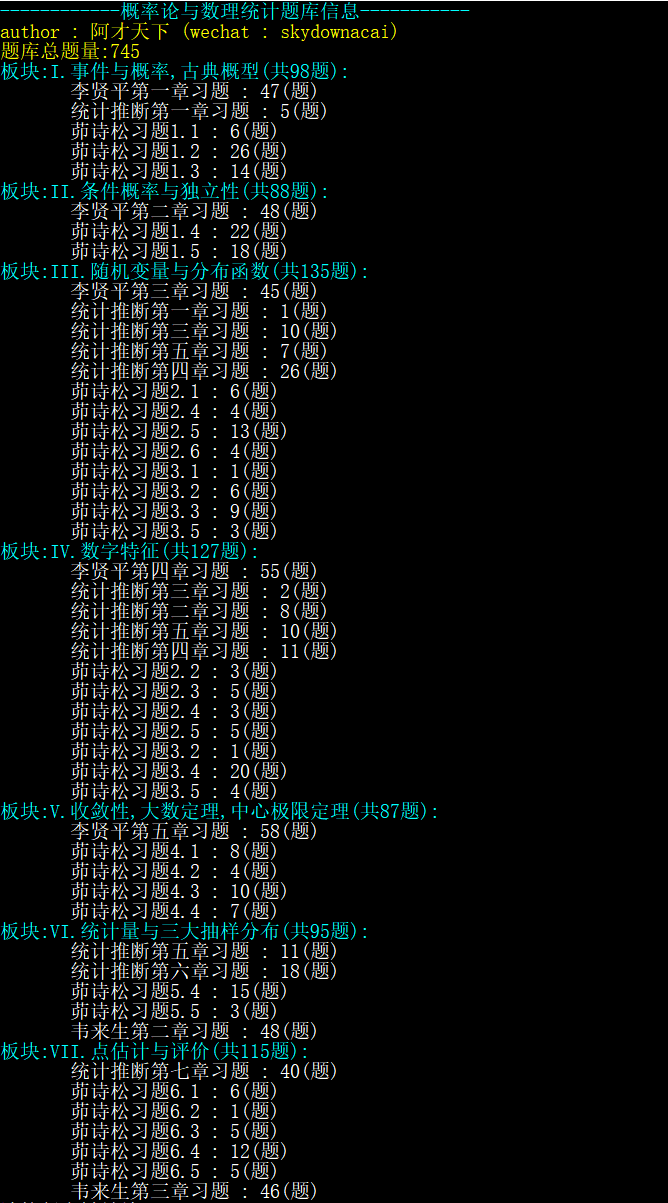 ------------概率论与数理统计题库信息-----------
author : 阿才天下 (wechat : skydownacai)
题库总题量:745
板块:I.事件与概率,古典概型(共98题):
李贤平第一章习题 : 47(题)
统计推断第一章习题 : 5(题)
茆诗松习题1.1 : 6(题)
茆诗松习题1.2 : 26(题)
茆诗松习题1.3 : 14(题)
板块:II.条件概率与独立性(共88题):
李贤平第二章习题 : 48(题)
茆诗松习题1.4 : 22(题)
茆诗松习题1.5 : 18(题)
板块:III.随机变量与分布函数(共135题):
李贤平第三章习题 : 45(题)
统计推断第一章习题 : 1(题)
统计推断第三章习题 : 10(题)
统计推断第五章习题 : 7(题)
统计推断第四章习题 : 26(题)
茆诗松习题2.1 : 6(题)
茆诗松习题2.4 : 4(题)
茆诗松习题2.5 : 13(题)
茆诗松习题2.6 : 4(题)
茆诗松习题3.1 : 1(题)
茆诗松习题3.2 : 6(题)
茆诗松习题3.3 : 9(题)
茆诗松习题3.5 : 3(题)
板块:IV.数字特征(共127题):
李贤平第四章习题 : 55(题)
统计推断第三章习题 : 2(题)
统计推断第二章习题 : 8(题)
统计推断第五章习题 : 10(题)
统计推断第四章习题 : 11(题)
茆诗松习题2.2 : 3(题)
茆诗松习题2.3 : 5(题)
茆诗松习题2.4 : 3(题)
茆诗松习题2.5 : 5(题)
茆诗松习题3.2 : 1(题)
茆诗松习题3.4 : 20(题)
茆诗松习题3.5 : 4(题)
板块:V.收敛性,大数定理,中心极限定理(共87题):
李贤平第五章习题 : 58(题)
茆诗松习题4.1 : 8(题)
茆诗松习题4.2 : 4(题)
茆诗松习题4.3 : 10(题)
茆诗松习题4.4 : 7(题)
板块:VI.统计量与三大抽样分布(共95题):
统计推断第五章习题 : 11(题)
统计推断第六章习题 : 18(题)
茆诗松习题5.4 : 15(题)
茆诗松习题5.5 : 3(题)
韦来生第二章习题 : 48(题)
板块:VII.点估计与评价(共115题):
统计推断第七章习题 : 40(题)
茆诗松习题6.1 : 6(题)
茆诗松习题6.2 : 1(题)
茆诗松习题6.3 : 5(题)
茆诗松习题6.4 : 12(题)
茆诗松习题6.5 : 5(题)
韦来生第三章习题 : 46(题)